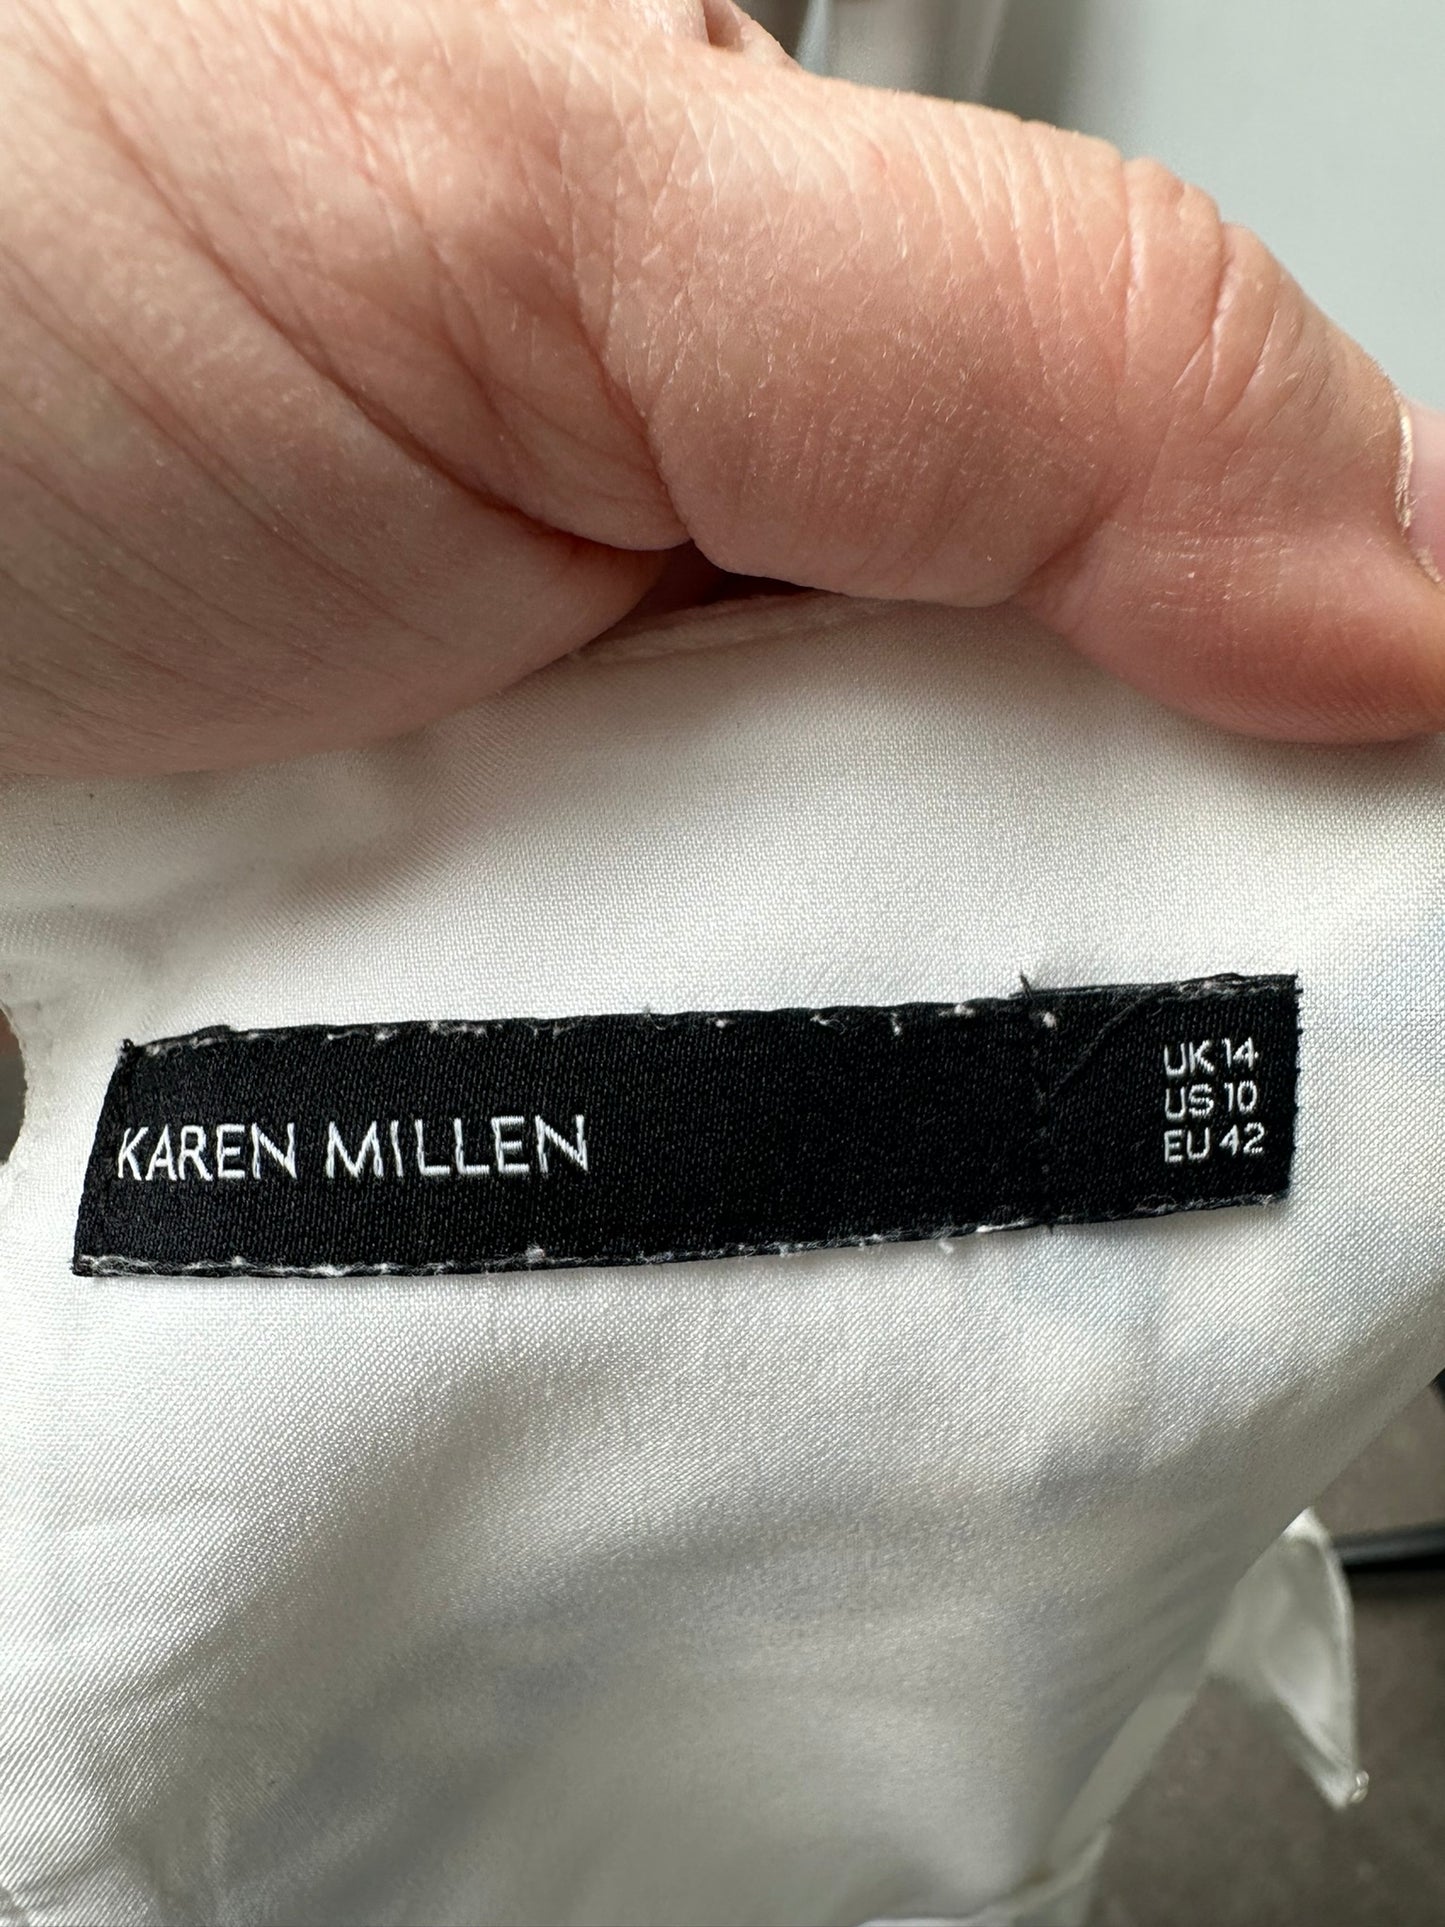 KAREN MILLEN
UK 14
US 10
EU 42